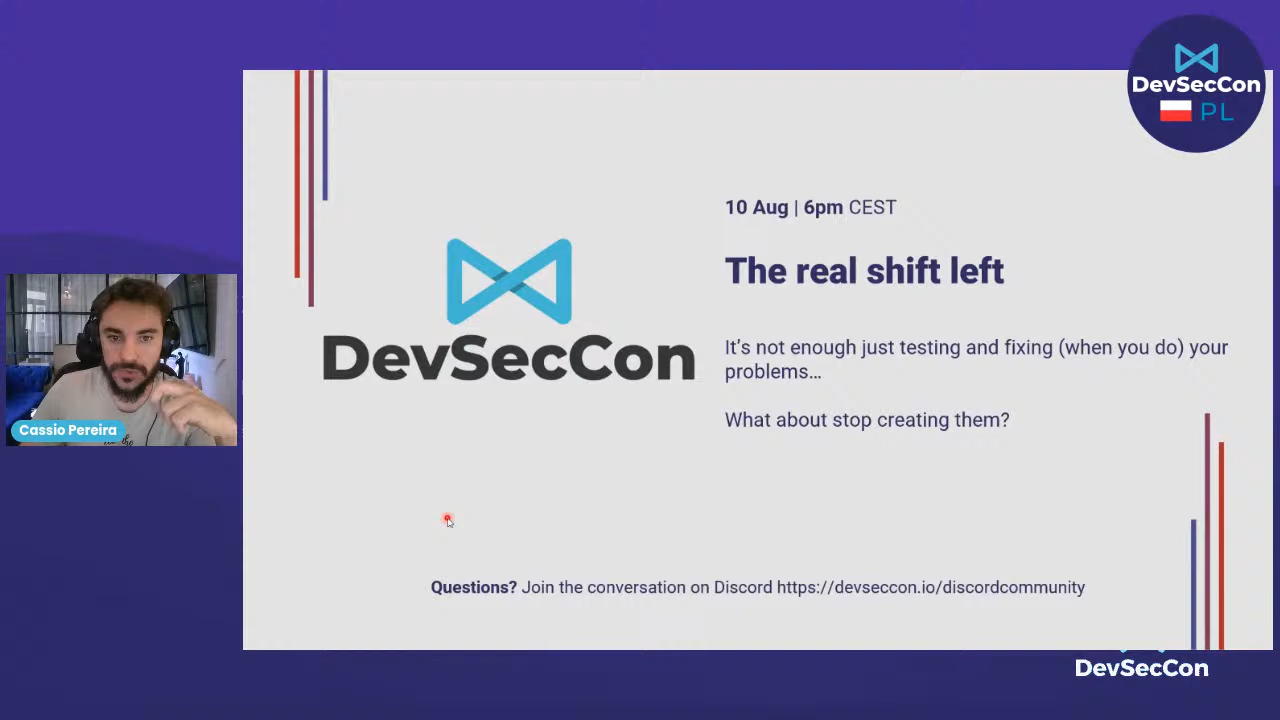 DevSecCon
PL
10 Aug | 6pm CEST
The real shift left
DevSecCon
It’s not enough just testing and fixing (when you do) your
problems…
What about stop creating them?
Cassio Pereira
Questions? Join the conversation on Discord https://devseccon.io/discordcommunity
DevSecCon